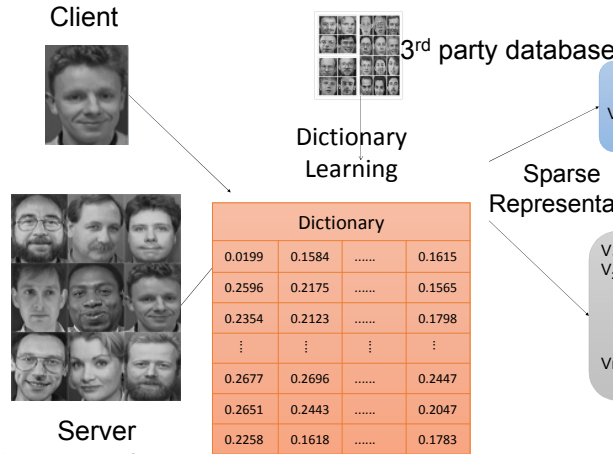 Client
3rd party database
Dictionary
Learning
Sparse
Dictionary
0.0199 0.1584 ...... 0.1615
0.2596 0.2175 ...... 0.1565
0.2354 0.2123 ...... 0.1798
⋮ ⋮ ⋮ ⋮
0.2677 0.2696 ...... 0.2447
0.2651 0.2443 ...... 0.2047
0.2258 0.1618 ...... 0.1783
Server